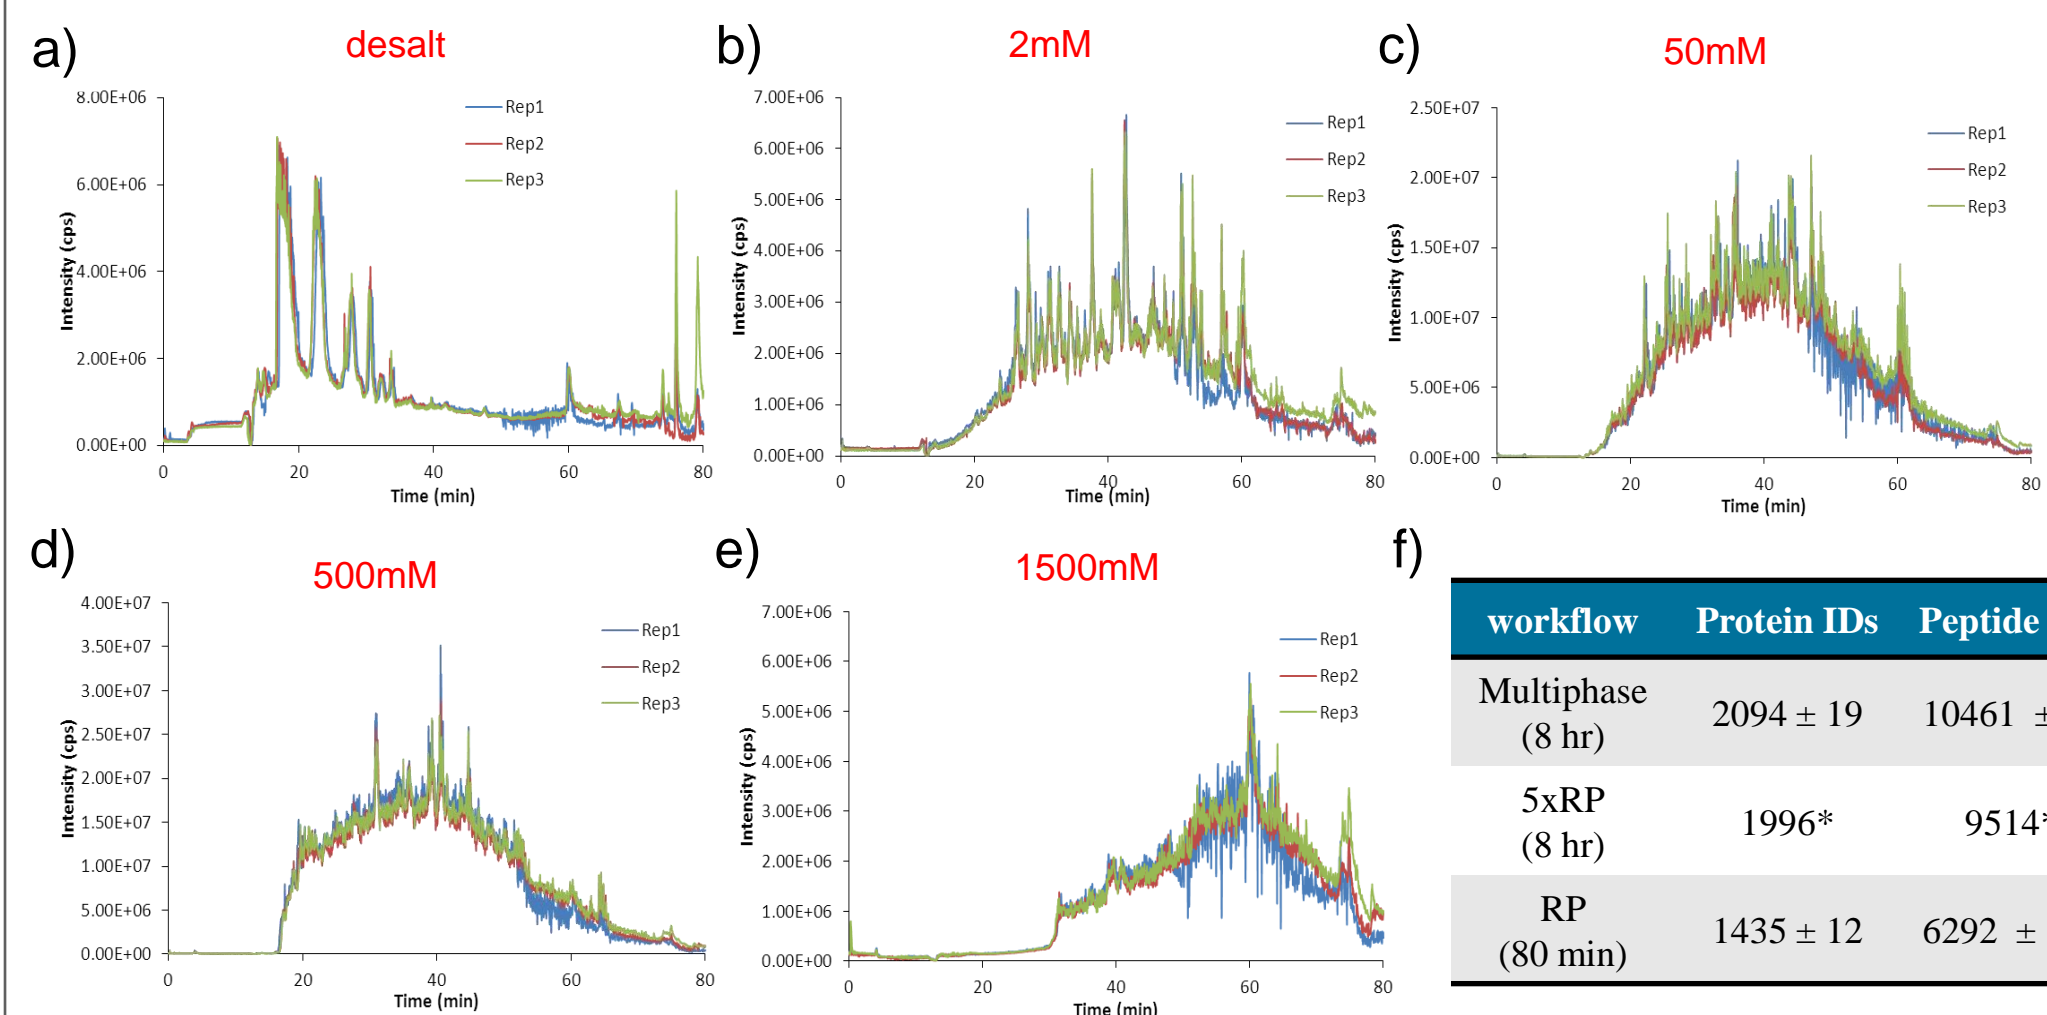 a)
desalt
8.00E+06
6.00E+06
4.00E+06
2.00E+06
0.00E+00
Intensity (cps)
0 20 40 60 80
Time (min)
Rep1
Rep2
Rep3
b)
2mM
7.00E+06
6.00E+06
5.00E+06
4.00E+06
3.00E+06
2.00E+06
1.00E+06
0.00E+00
Intensity (cps)
0 20 40 60 80
Time (min)
Rep1
Rep2
Rep3
c)
50mM
2.50E+07
2.00E+07
1.50E+07
1.00E+07
5.00E+06
0.00E+00
Intensity (cps)
0 20 40 60 80
Time (min)
Rep1
Rep2
Rep3
d)
500mM
4.00E+07
3.50E+07
3.00E+07
2.50E+07
2.00E+07
1.50E+07
1.00E+07
5.00E+06
0.00E+00
Intensity (cps)
0 20 40 60 80
Time (min)
Rep1
Rep2
Rep3
e)
1500mM
7.00E+06
6.00E+06
5.00E+06
4.00E+06
3.00E+06
2.00E+06
1.00E+06
0.00E+00
Intensity (cps)
0 20 40 60 80
Time (min)
Rep1
Rep2
Rep3
f)
workflow Protein IDs Peptide
Multiphase
(8 hr) 2094 ± 19 10461 ±
5xRP
(8 hr) 1996* 9514*
RP
(80 min) 1435 ± 12 6292 ±